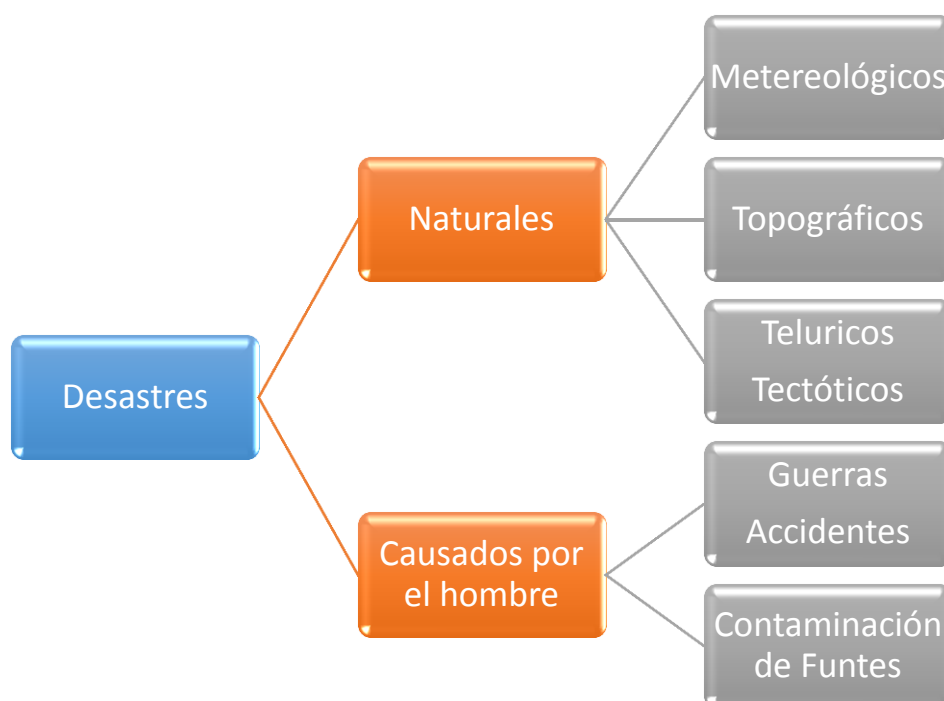 Desastres
Naturales
Metereológicos
Topográficos
Teluricos
Tectóticos
Causados por
el hombre
Guerras
Accidentes
Contaminación
de Funtes